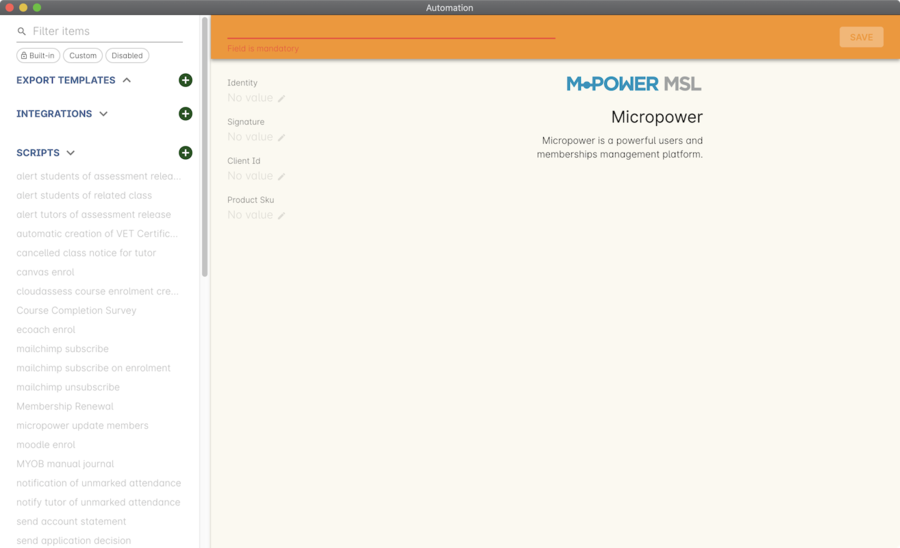 Automation
Filter items
Built-in Custom Disabled
EXPORT TEMPLATES
INTEGRATIONS
SCRIPTS
alert students of assessment relea...
alert students of related class
alert tutors of assessment release
automatic creation of VET Certific...
cancelled class notice for tutor
canvas enrol
cloudassess course enrolment cre...
Course Completion Survey
ecoach enrol
mailchimp subscribe
mailchimp subscribe on enrolment
mailchimp unsubscribe
Membership Renewal
micropower update members
moodle enrol
MYOB manual journal
notification of unmarked attendance
notify tutor of unmarked attendance
send account statement
send application decision
Field is mandatory
SAVE
Identity
No value
Signature
No value
Client Id
No value
Product Sku
No value
M POWER MSL
Micropower
Micropower is a powerful users and
memberships management platform.